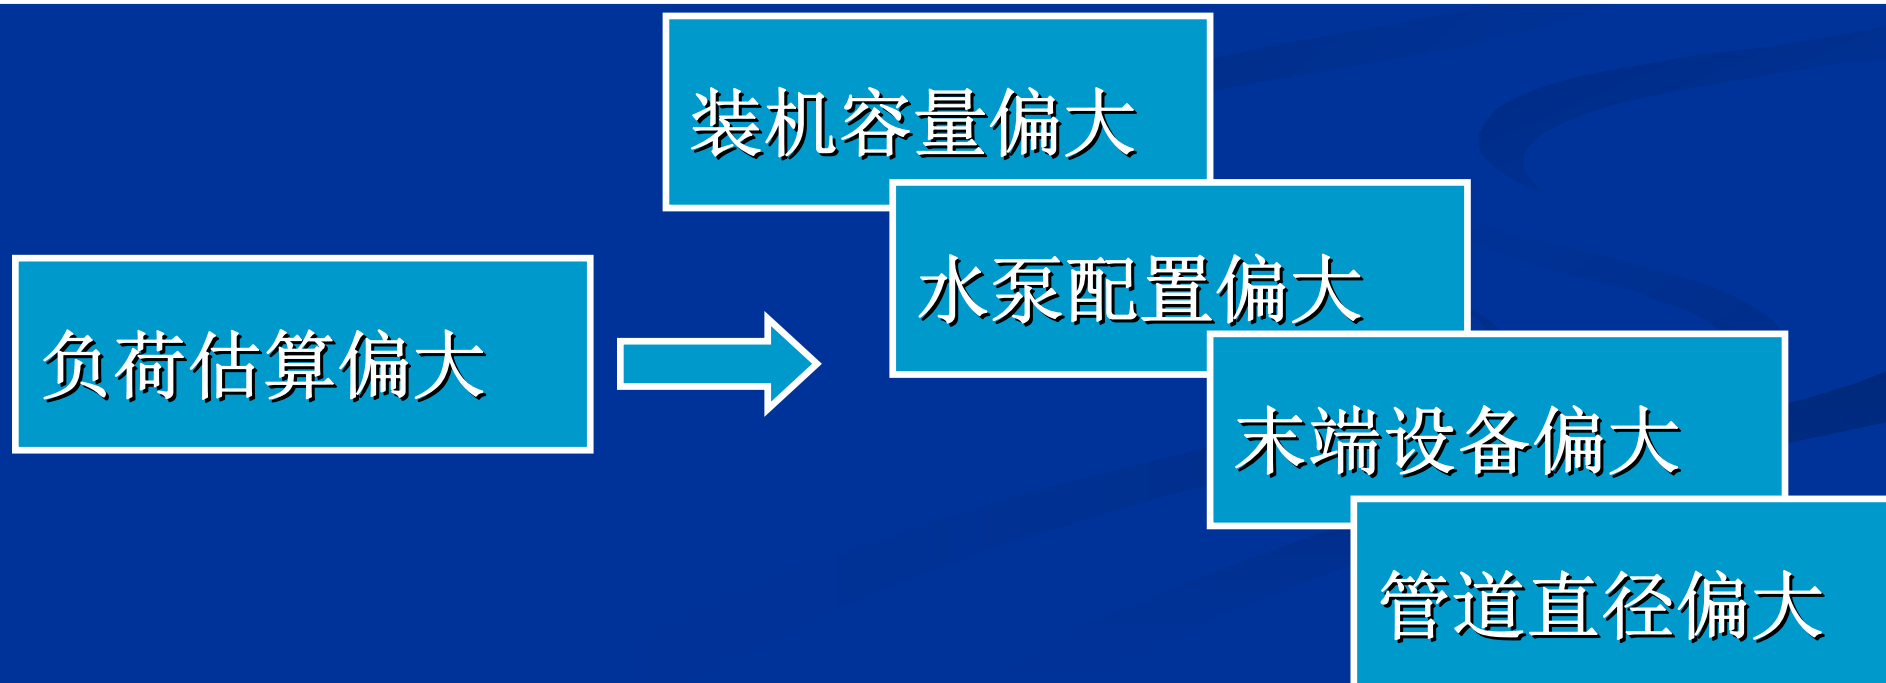 装机容量偏大
水泵配置偏大
负荷估算偏大
末端设备偏大
管道直径偏大